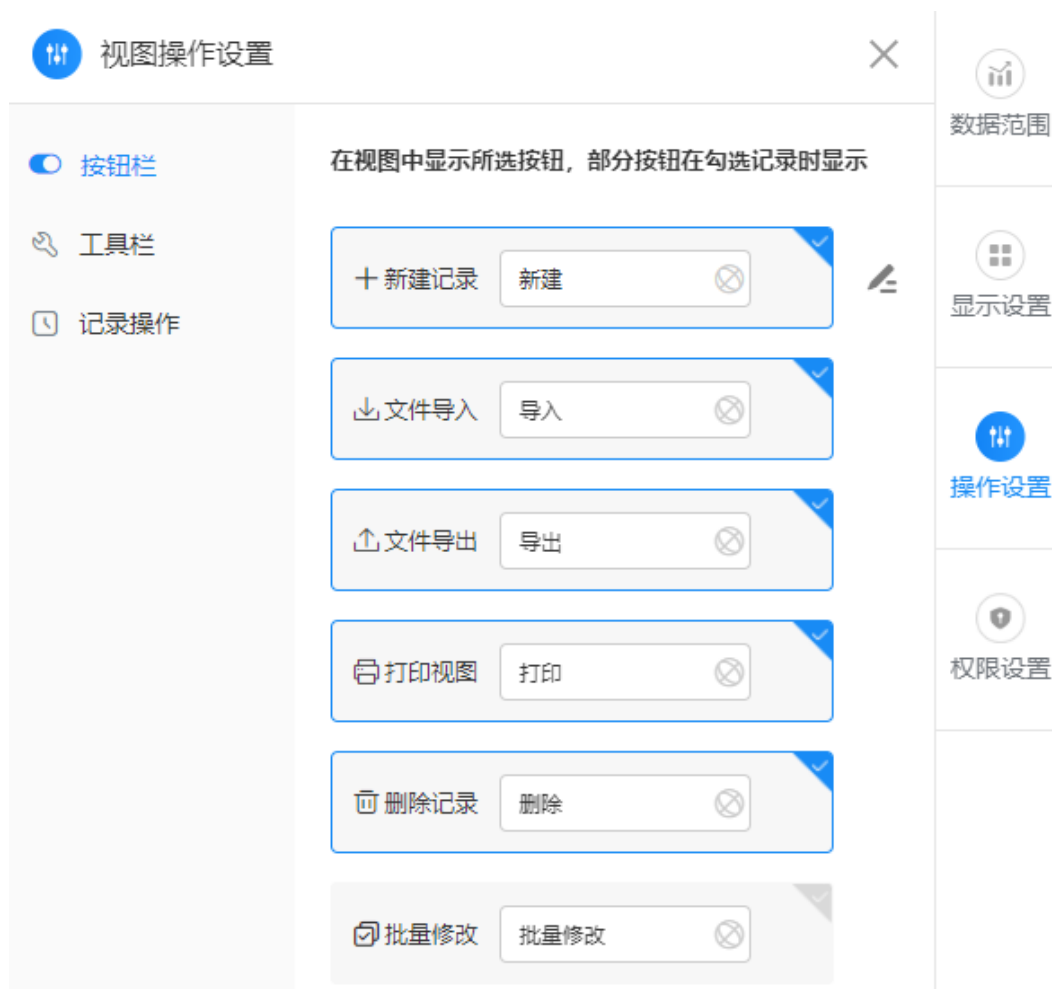 视图操作设置
按钮栏
工具栏
记录操作
在视图中显示所选按钮，部分按钮在勾选记录时显示
新建记录 新建
文件导入 导入
文件导出 导出
打印视图 打印
删除记录 删除
批量修改 批量修改
数据范围
显示设置
操作设置
权限设置